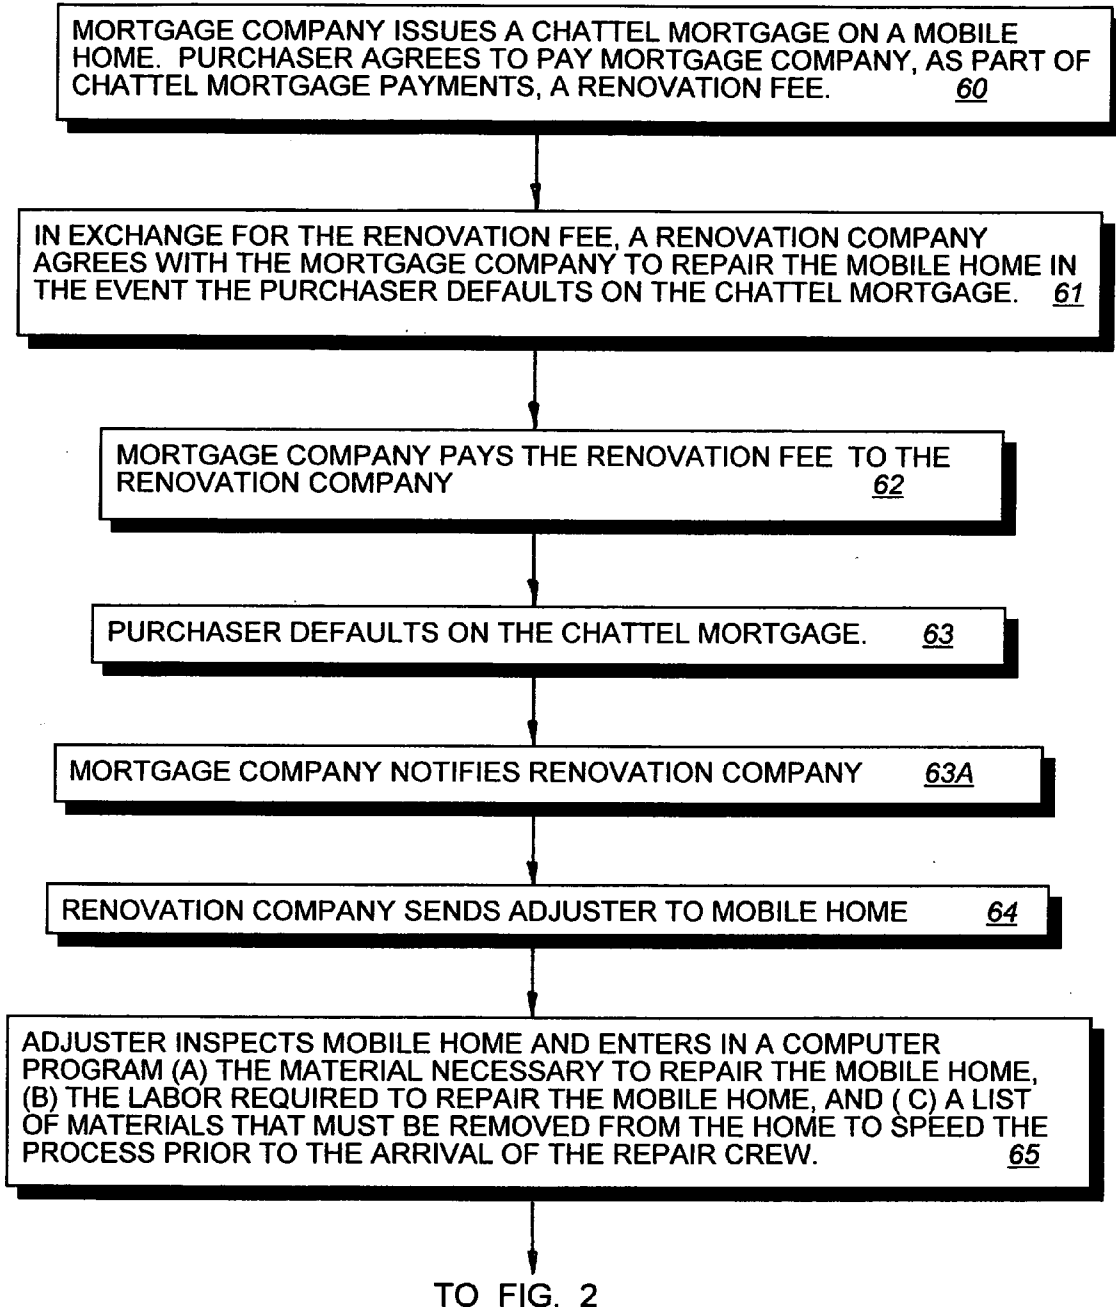 MORTGAGE COMPANY ISSUES A CHATTEL MORTGAGE ON A MOBILE
HOME. PURCHASER AGREES TO PAY MORTGAGE COMPANY, AS PART OF
CHATTEL MORTGAGE PAYMENTS, A RENOVATION FEE. 60
IN EXCHANGE FOR THE RENOVATION FEE, A RENOVATION COMPANY
AGREES WITH THE MORTGAGE COMPANY TO REPAIR THE MOBILE HOME IN
THE EVENT THE PURCHASER DEFAULTS ON THE CHATTEL MORTGAGE. 61
MORTGAGE COMPANY PAYS THE RENOVATION FEE TO THE
RENOVATION COMPANY 62
PURCHASER DEFAULTS ON THE CHATTEL MORTGAGE. 63
MORTGAGE COMPANY NOTIFIES RENOVATION COMPANY 63A
RENOVATION COMPANY SENDS ADJUSTER TO MOBILE HOME 64
ADJUSTER INSPECTS MOBILE HOME AND ENTERS IN A COMPUTER
PROGRAM (A) THE MATERIAL NECESSARY TO REPAIR THE MOBILE HOME,
(B) THE LABOR REQUIRED TO REPAIR THE MOBILE HOME, AND ( C) A LIST
OF MATERIALS THAT MUST BE REMOVED FROM THE HOME TO SPEED THE
PROCESS PRIOR TO THE ARRIVAL OF THE REPAIR CREW. 65
TO FIG. 2